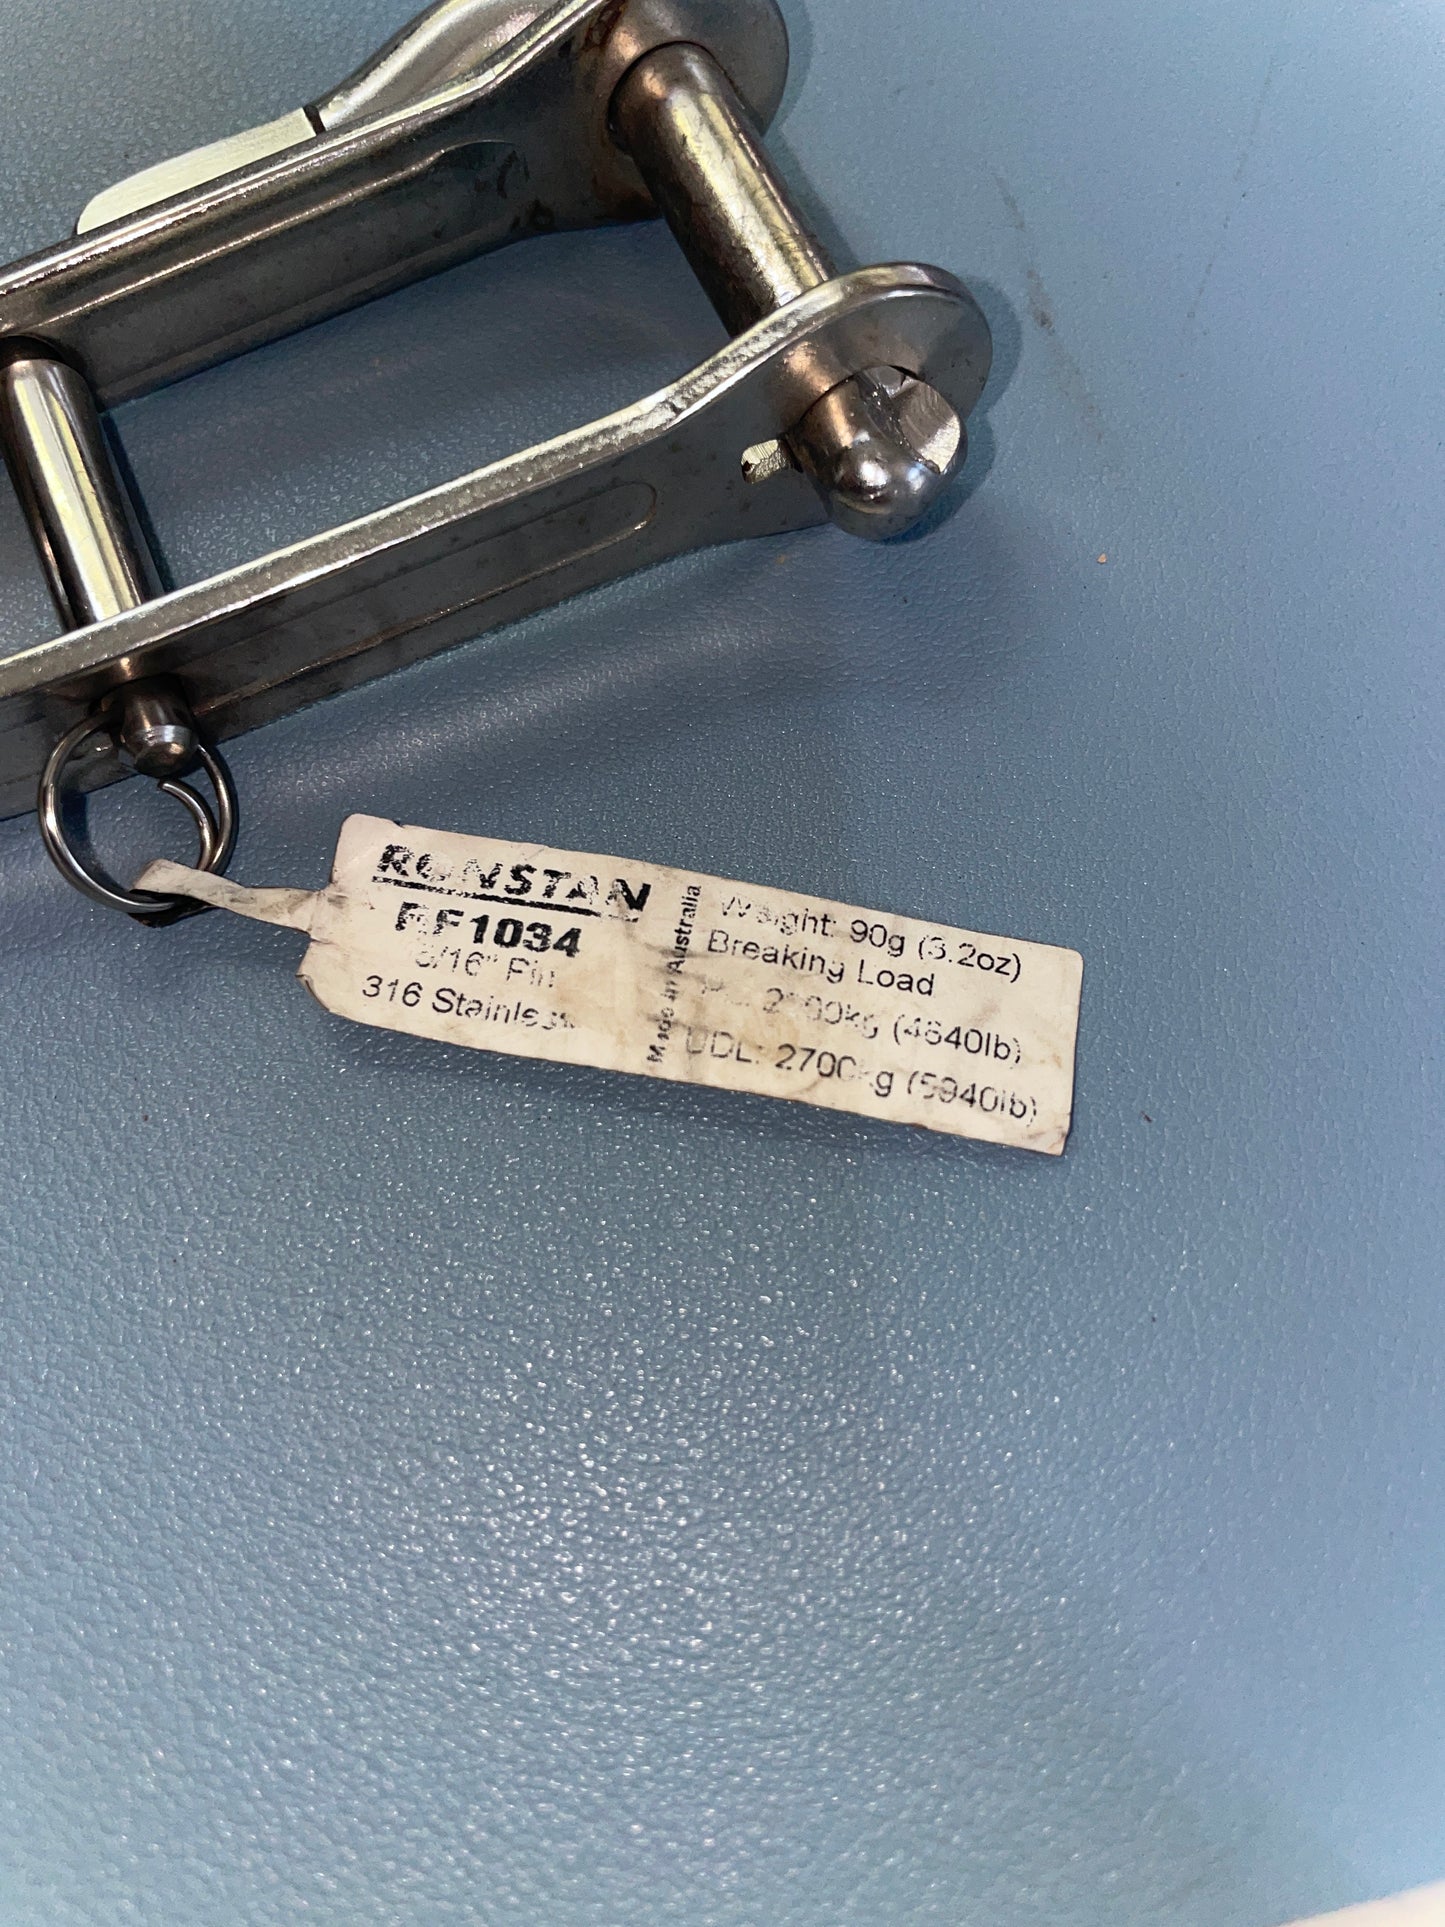 RONSTAN
RF1034
/16" Pin
316 Stainless
Made in Australia
Weight: 90g (3.2oz)
Breaking Load
(4640lb)
UDL: 2700kg (5940lb)